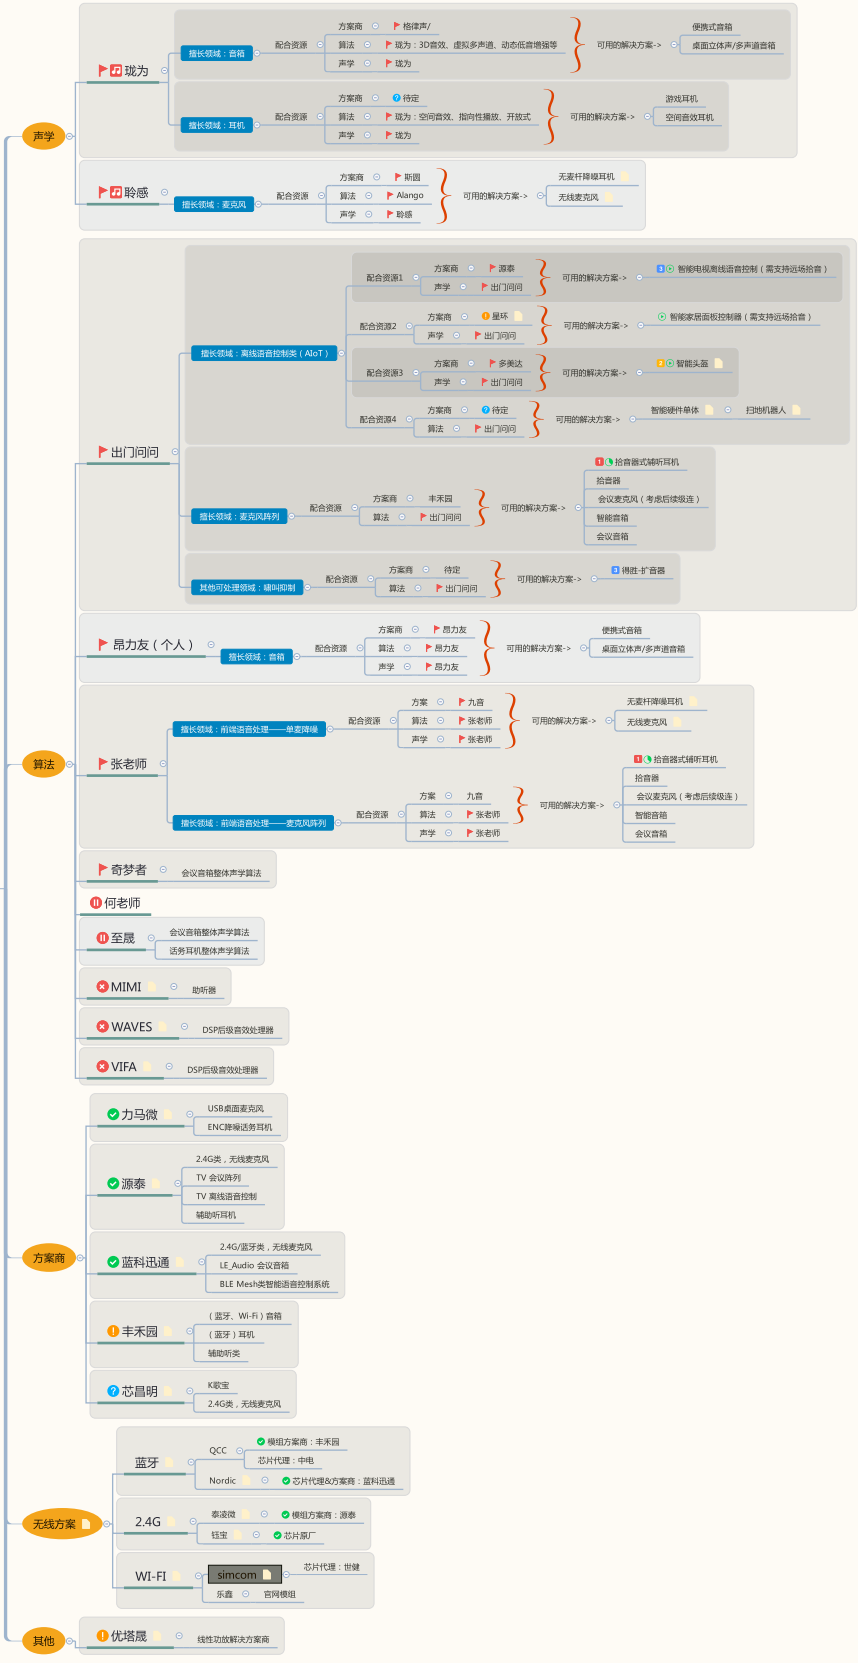 声学
珑为
擅长领域：音箱
配合资源
方案商
格律声/
算法
珑为：3D音效、虚拟多声道、动态低音增强等
声学
珑为
可用的解决方案->
便携式音箱
桌面立体声/多声道音箱
擅长领域：耳机
配合资源
方案商
待定
算法
珑为：空间音效、指向性播放、开放式
声学
珑为
可用的解决方案->
游戏耳机
空间音效耳机
聆感
擅长领域：麦克风
配合资源
方案商
斯圆
算法
Alango
声学
聆感
可用的解决方案->
无麦杆降噪耳机
无线麦克风
算法
出门问问
擅长领域：离线语音控制类（AIoT）
配合资源1
方案商
源泰
声学
出门问问
可用的解决方案->
智能电视离线语音控制（需支持远场拾音）
配合资源2
方案商
星环
声学
出门问问
可用的解决方案->
智能家居面板控制器（需支持远场拾音）
配合资源3
方案商
多美达
声学
出门问问
可用的解决方案->
智能头盔
配合资源4
方案商
待定
算法
出门问问
可用的解决方案->
智能硬件单体
扫地机器人
擅长领域：麦克风阵列
配合资源
方案商
丰禾园
算法
出门问问
可用的解决方案->
拾音器式辅听耳机
拾音器
会议麦克风（考虑后续级连）
智能音箱
会议音箱
其他可处理领域：啸叫抑制
配合资源
方案商
待定
算法
出门问问
可用的解决方案->
得胜-扩音器
昂力友（个人）
擅长领域：音箱
配合资源
方案商
昂力友
算法
昂力友
声学
昂力友
可用的解决方案->
便携式音箱
桌面立体声/多声道音箱
张老师
擅长领域：前端语音处理——单麦降噪
配合资源
方案
九音
算法
张老师
声学
张老师
可用的解决方案->
无麦杆降噪耳机
无线麦克风
擅长领域：前端语音处理——麦克风阵列
配合资源
方案
九音
算法
张老师
声学
张老师
可用的解决方案->
拾音器式辅听耳机
拾音器
会议麦克风（考虑后续级连）
智能音箱
会议音箱
奇梦者
会议音箱整体声学算法
何老师
至晟
会议音箱整体声学算法
话务耳机整体声学算法
MIMI
助听器
WAVES
DSP后级音效处理器
VIFA
DSP后级音效处理器
方案商
力马微
USB桌面麦克风
ENC降噪话务耳机
源泰
2.4G类，无线麦克风
TV 会议阵列
TV 离线语音控制
辅助听耳机
蓝科迅通
2.4G/蓝牙类，无线麦克风
LE_Audio 会议音箱
BLE Mesh类智能语音控制系统
丰禾园
（蓝牙、Wi-Fi）音箱
（蓝牙）耳机
辅助听类
芯昌明
K歌宝
2.4G类，无线麦克风
无线方案
蓝牙
QCC
模组方案商：丰禾园
芯片代理：中电
Nordic
芯片代理&方案商：蓝科迅通
2.4G
泰凌微
模组方案商：源泰
钰宝
芯片原厂
WI-FI
simcom
芯片代理：世健
乐鑫
官网模组
其他
优塔晟
线性功放解决方案商